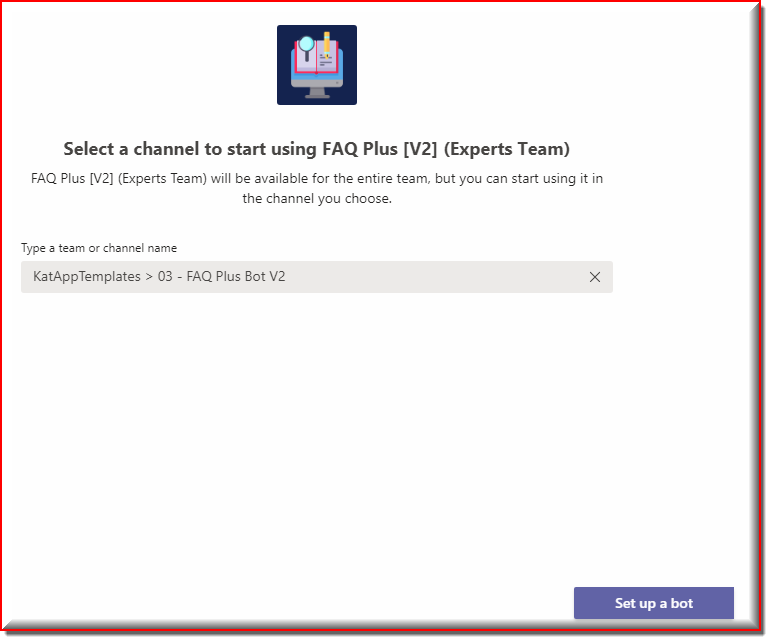 Select a channel to start using FAQ Plus [V2] (Experts Team)
FAQ Plus [V2] (Experts Team) will be available for the entire team, but you can start using it in
the channel you choose.
Type a team or channel name
KatAppTemplates > 03 - FAQ Plus Bot V2
Set up a bot